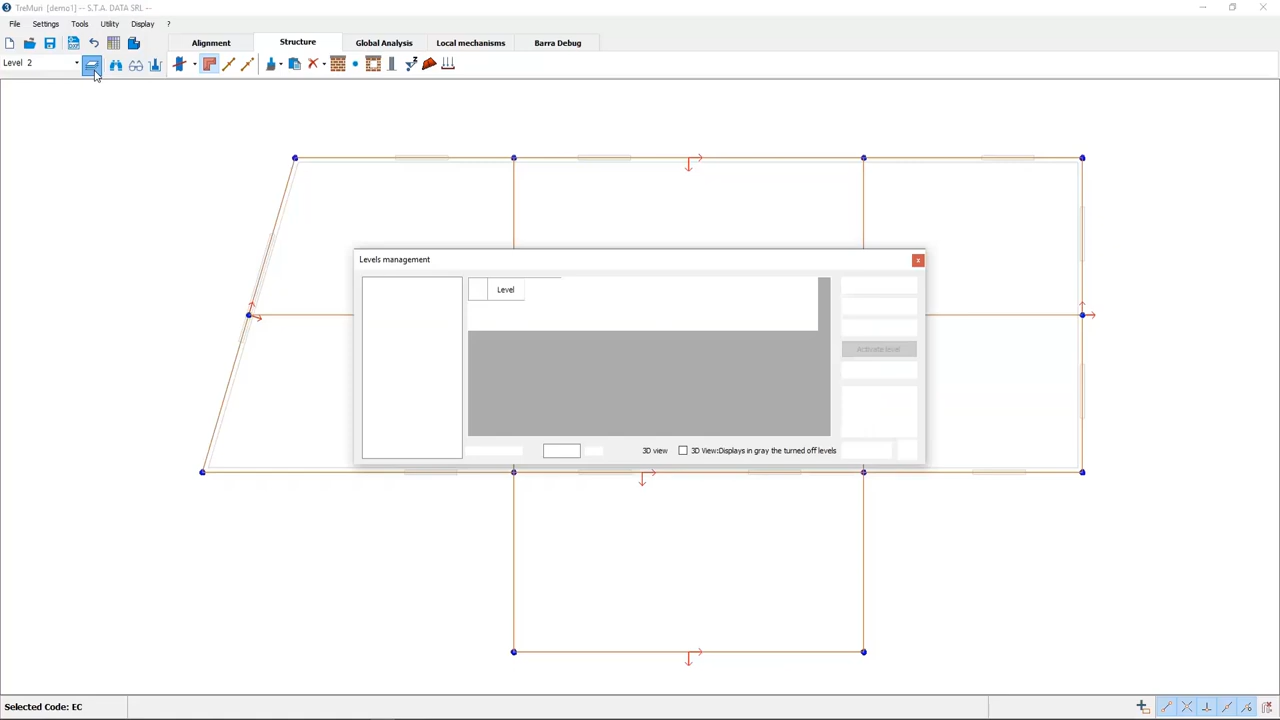 TreMuri [demo1] -- S.T.A. DATA SRL --
File Settings Tools Utility Display ?
Alignment Structure Global Analysis Local mechanisms Barra Debug
Level 2
Levels management
Level
Activate level
3D view 3D View:Displays in gray the turned off levels
Selected Code: EC